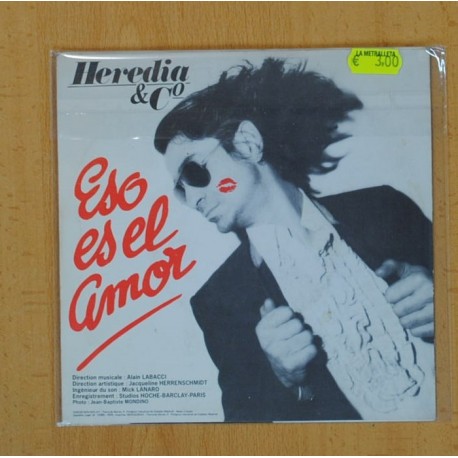 Heredia
& Co
LA METRALLETA
€ 3.00
Eso
es el
amor
Direction musicale : Alain LABACCI
Direction artistique : Jacqueline HERRENSCHMIDT
Ingénieur du son : Mick LANARO
Enregistrement : Studios HOCHE-BARCLAY-PARIS
Photo : Jean-Baptiste MONDINO